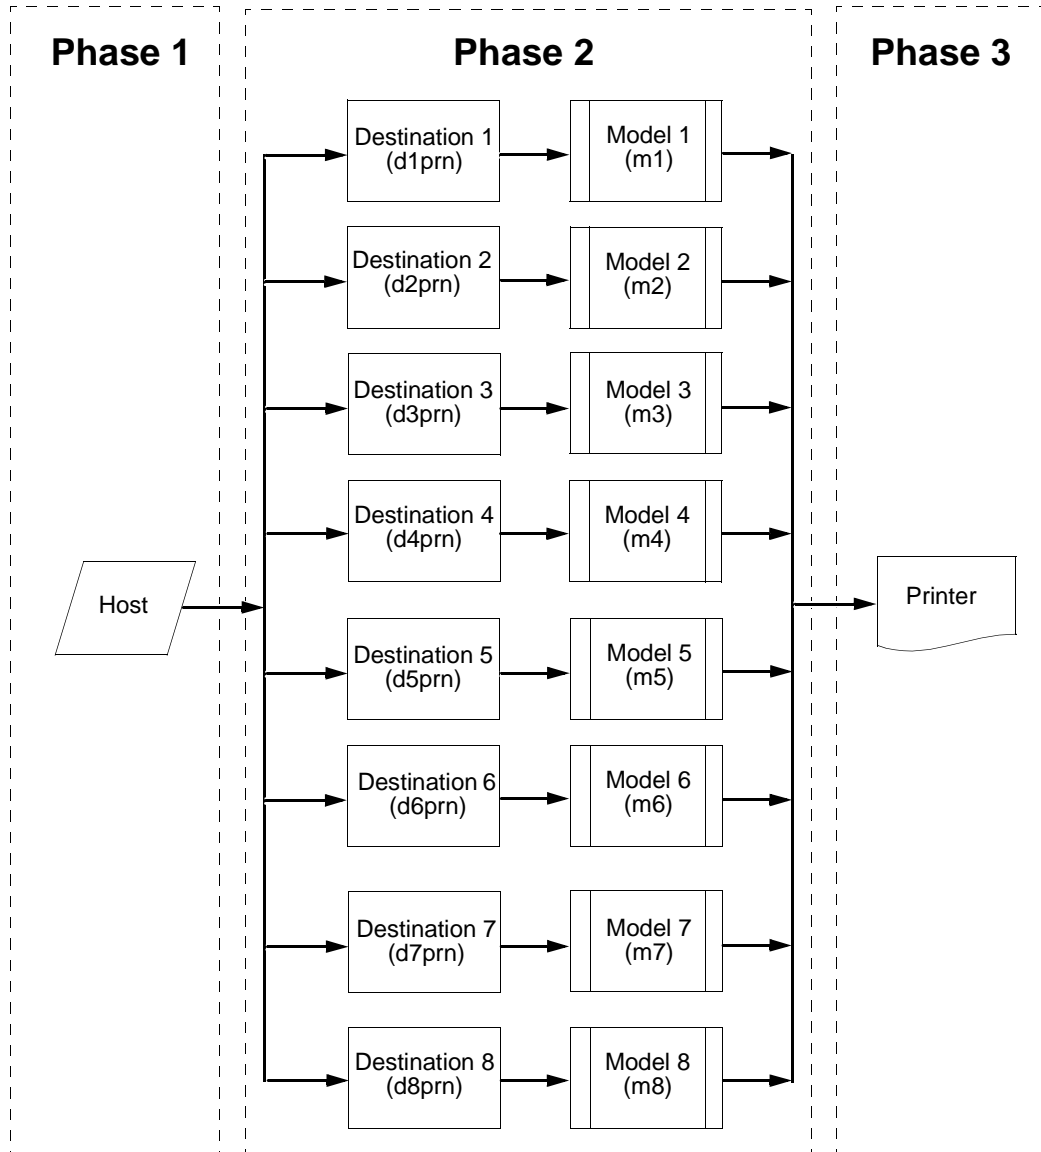 Phase 1
Phase 2
Phase 3
Destination 1
(d1prn)
Model 1
(m1)
Destination 2
(d2prn)
Model 2
(m2)
Destination 3
(d3prn)
Model 3
(m3)
Destination 4
(d4prn)
Model 4
(m4)
Host
Printer
Destination 5
(d5prn)
Model 5
(m5)
Destination 6
(d6prn)
Model 6
(m6)
Destination 7
(d7prn)
Model 7
(m7)
Destination 8
(d8prn)
Model 8
(m8)